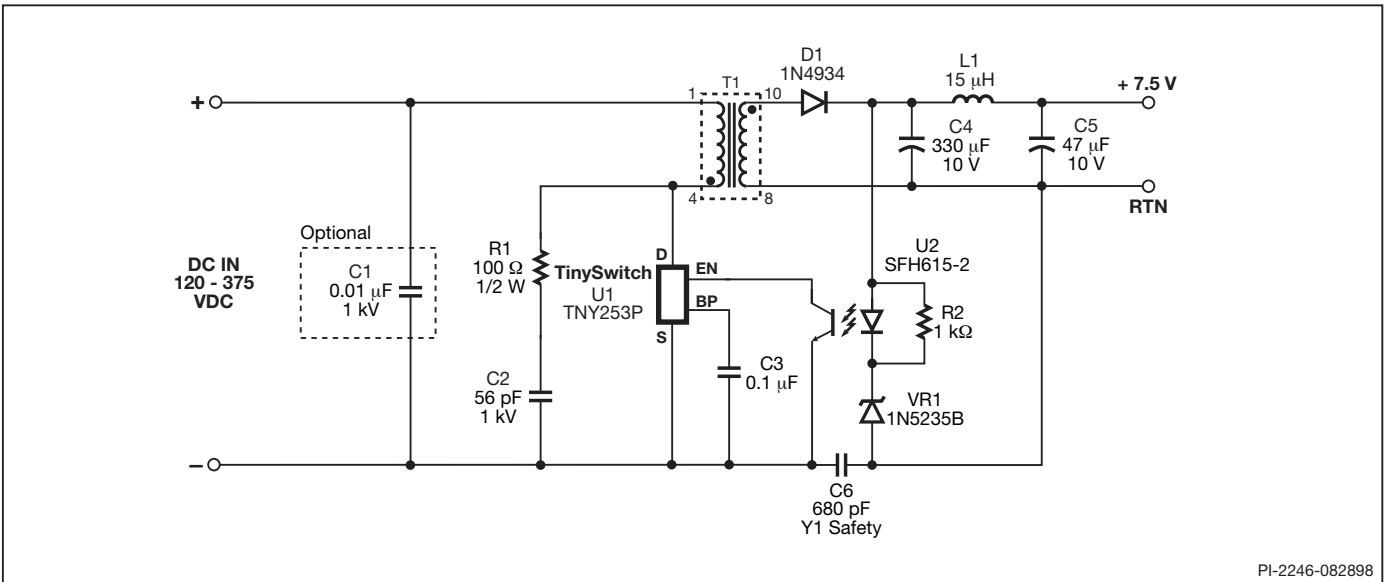 D1
1N4934
L1
15 µH
+ 7.5 V
T1
1
10
+
C4
330 µF
10 V
C5
47 µF
10 V
4
8
RTN
Optional
C1
0.01 µF
1 kV
DC IN
120 - 375
VDC
R1
100 Ω
1/2 W
TinySwitch
U1
TNY253P
D
EN
BP
S
U2
SFH615-2
R2
1 kΩ
C3
0.1 µF
C2
56 pF
1 kV
VR1
1N5235B
–
C6
680 pF
Y1 Safety
PI-2246-082898